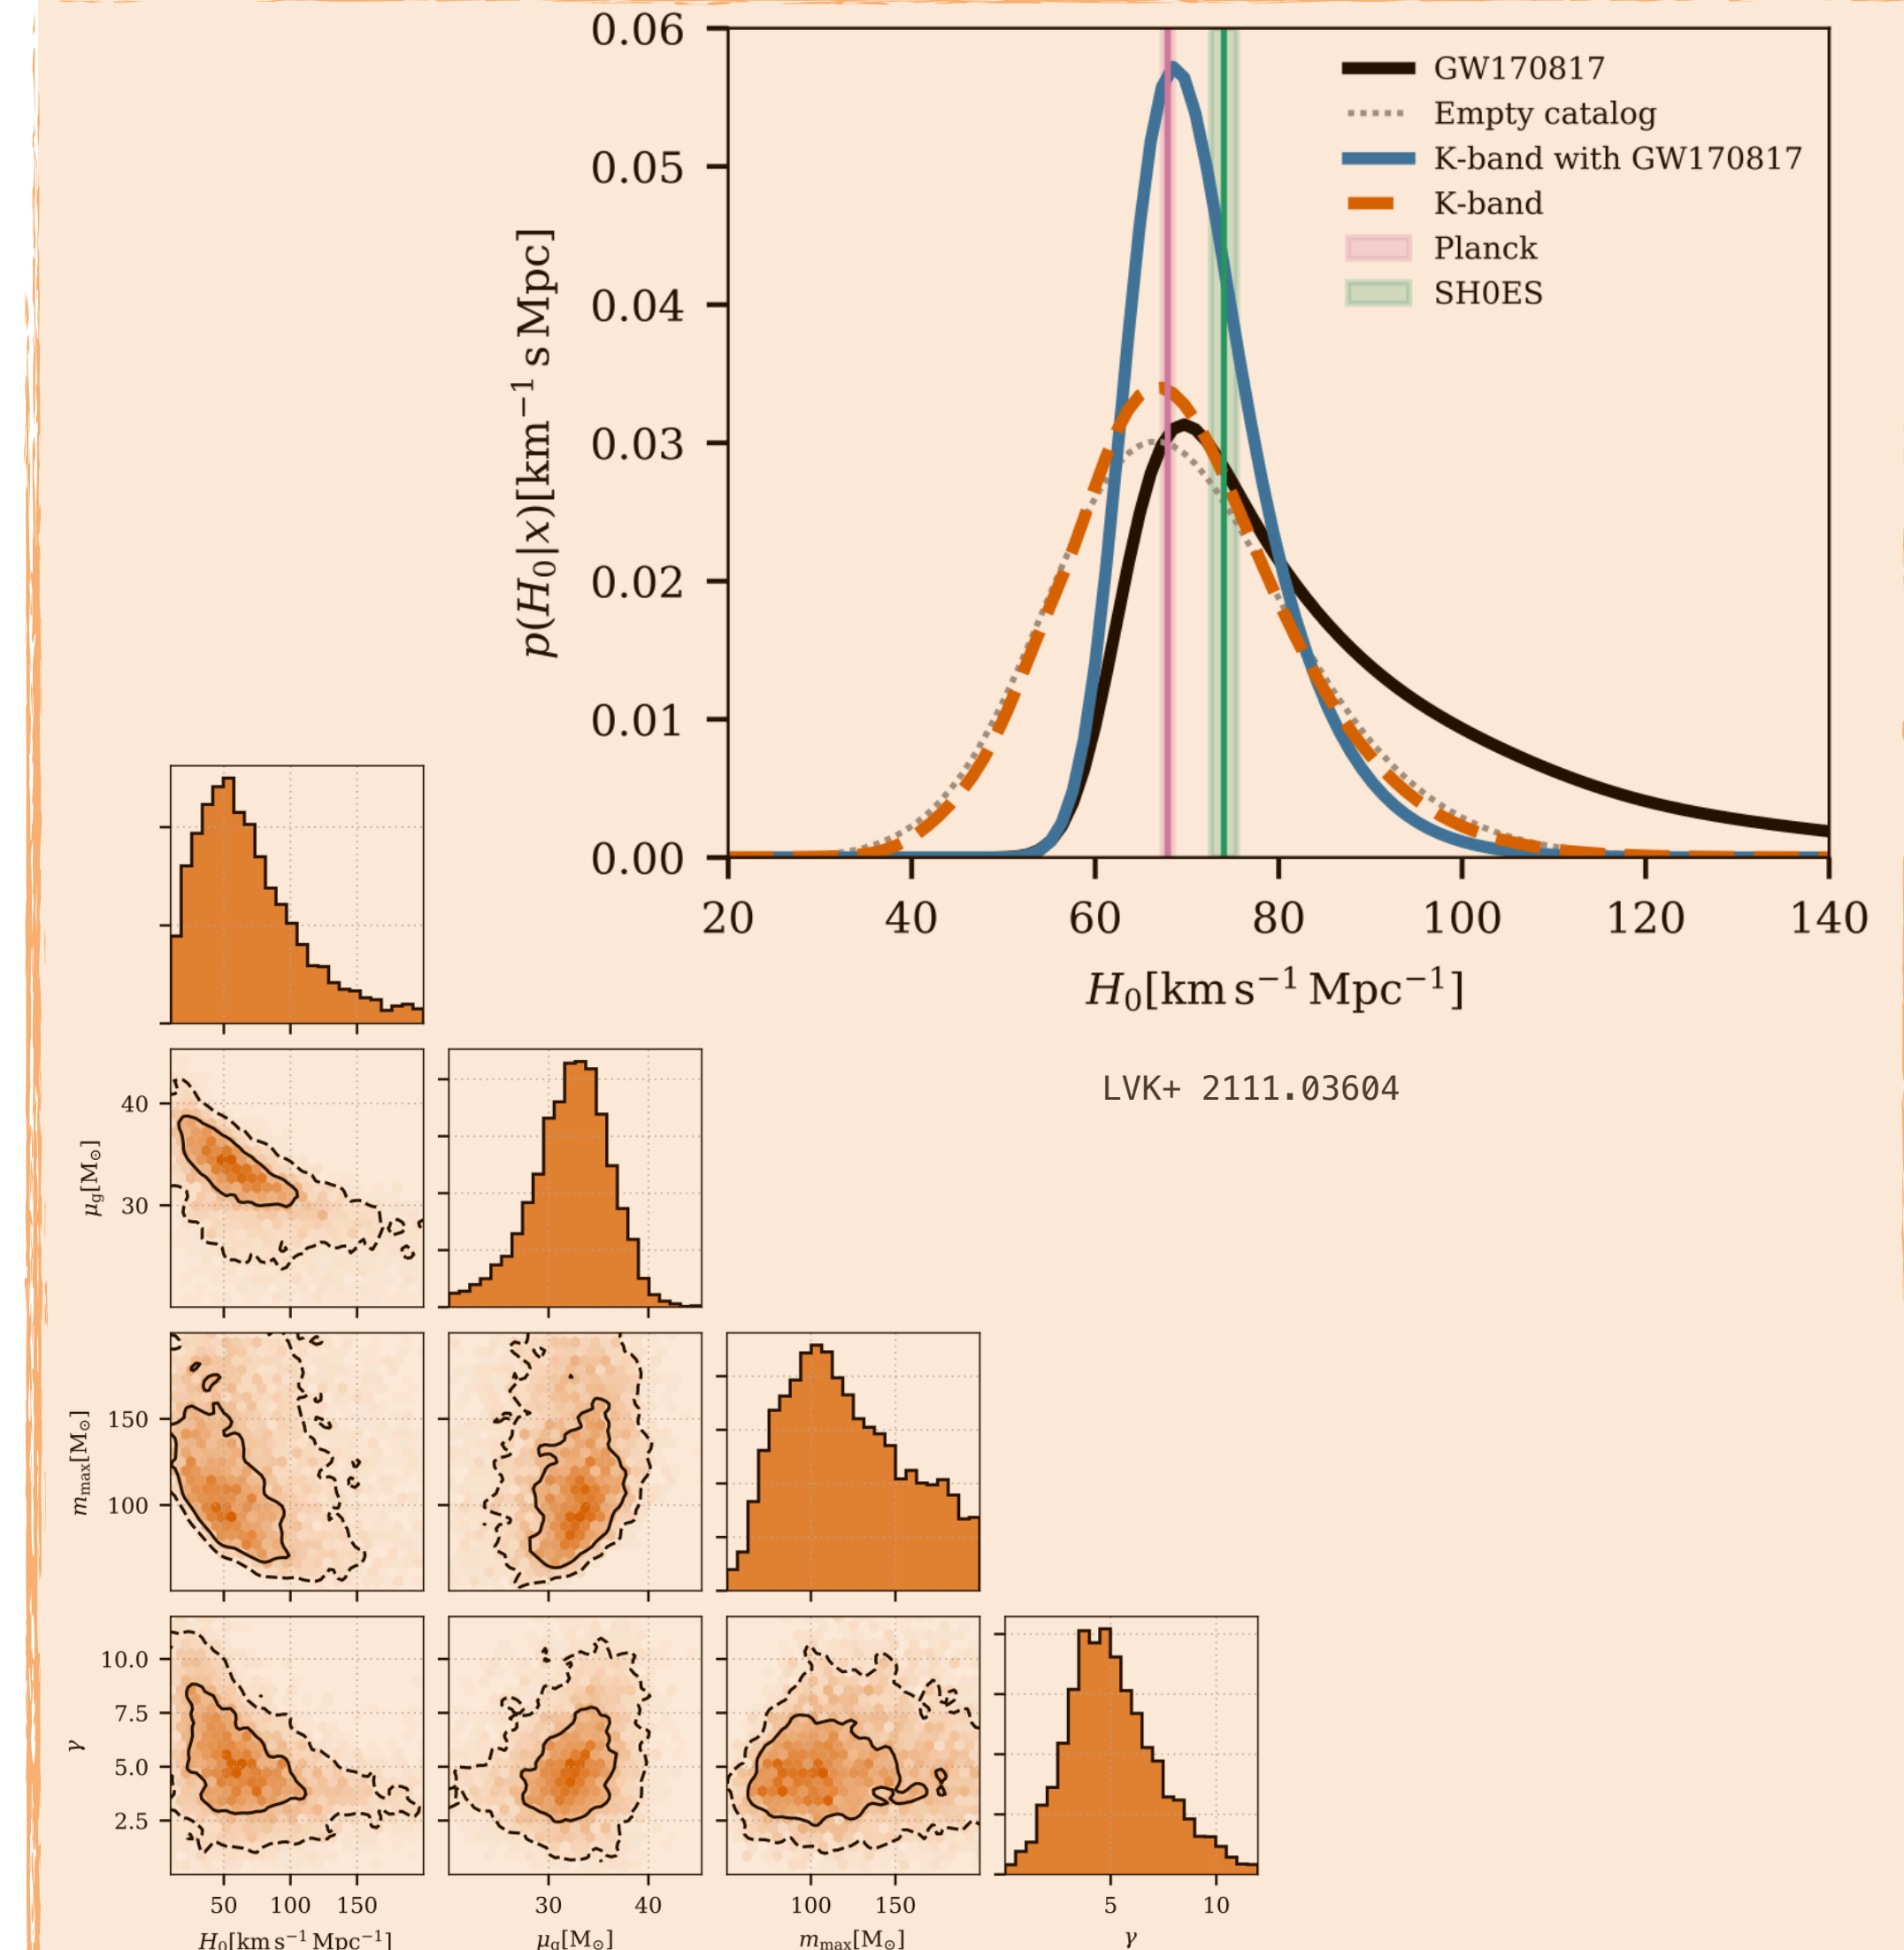 0.06
0.05
0.04
0.03
0.02
0.01
0.00
p(H₀|x)[km⁻¹ s Mpc]
GW170817
Empty catalog
K-band with GW170817
K-band
Planck
SH0ES
20 40 60 80 100 120 140
H₀[km s⁻¹ Mpc⁻¹]
LVK+ 2111.03604
40
30
μg[M⊙]
150
100
mmax[M⊙]
10.0
7.5
5.0
2.5
γ
50 100 150
30 40
100 150
5 10
H₀[km s⁻¹ Mpc⁻¹]
μg[M⊙]
mmax[M⊙]
γ